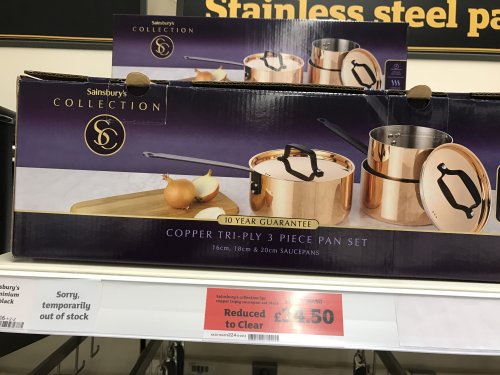 Stainless steel pa
Sainsbury's
COLLECTION
SC
Sainsbury's
COLLECTION
SC
10 YEAR GUARANTEE
COPPER TRI-PLY 3 PIECE PAN SET
16cm, 18cm & 20cm SAUCEPANS
Sorry,
temporarily
out of stock
Reduced
to Clear
.50